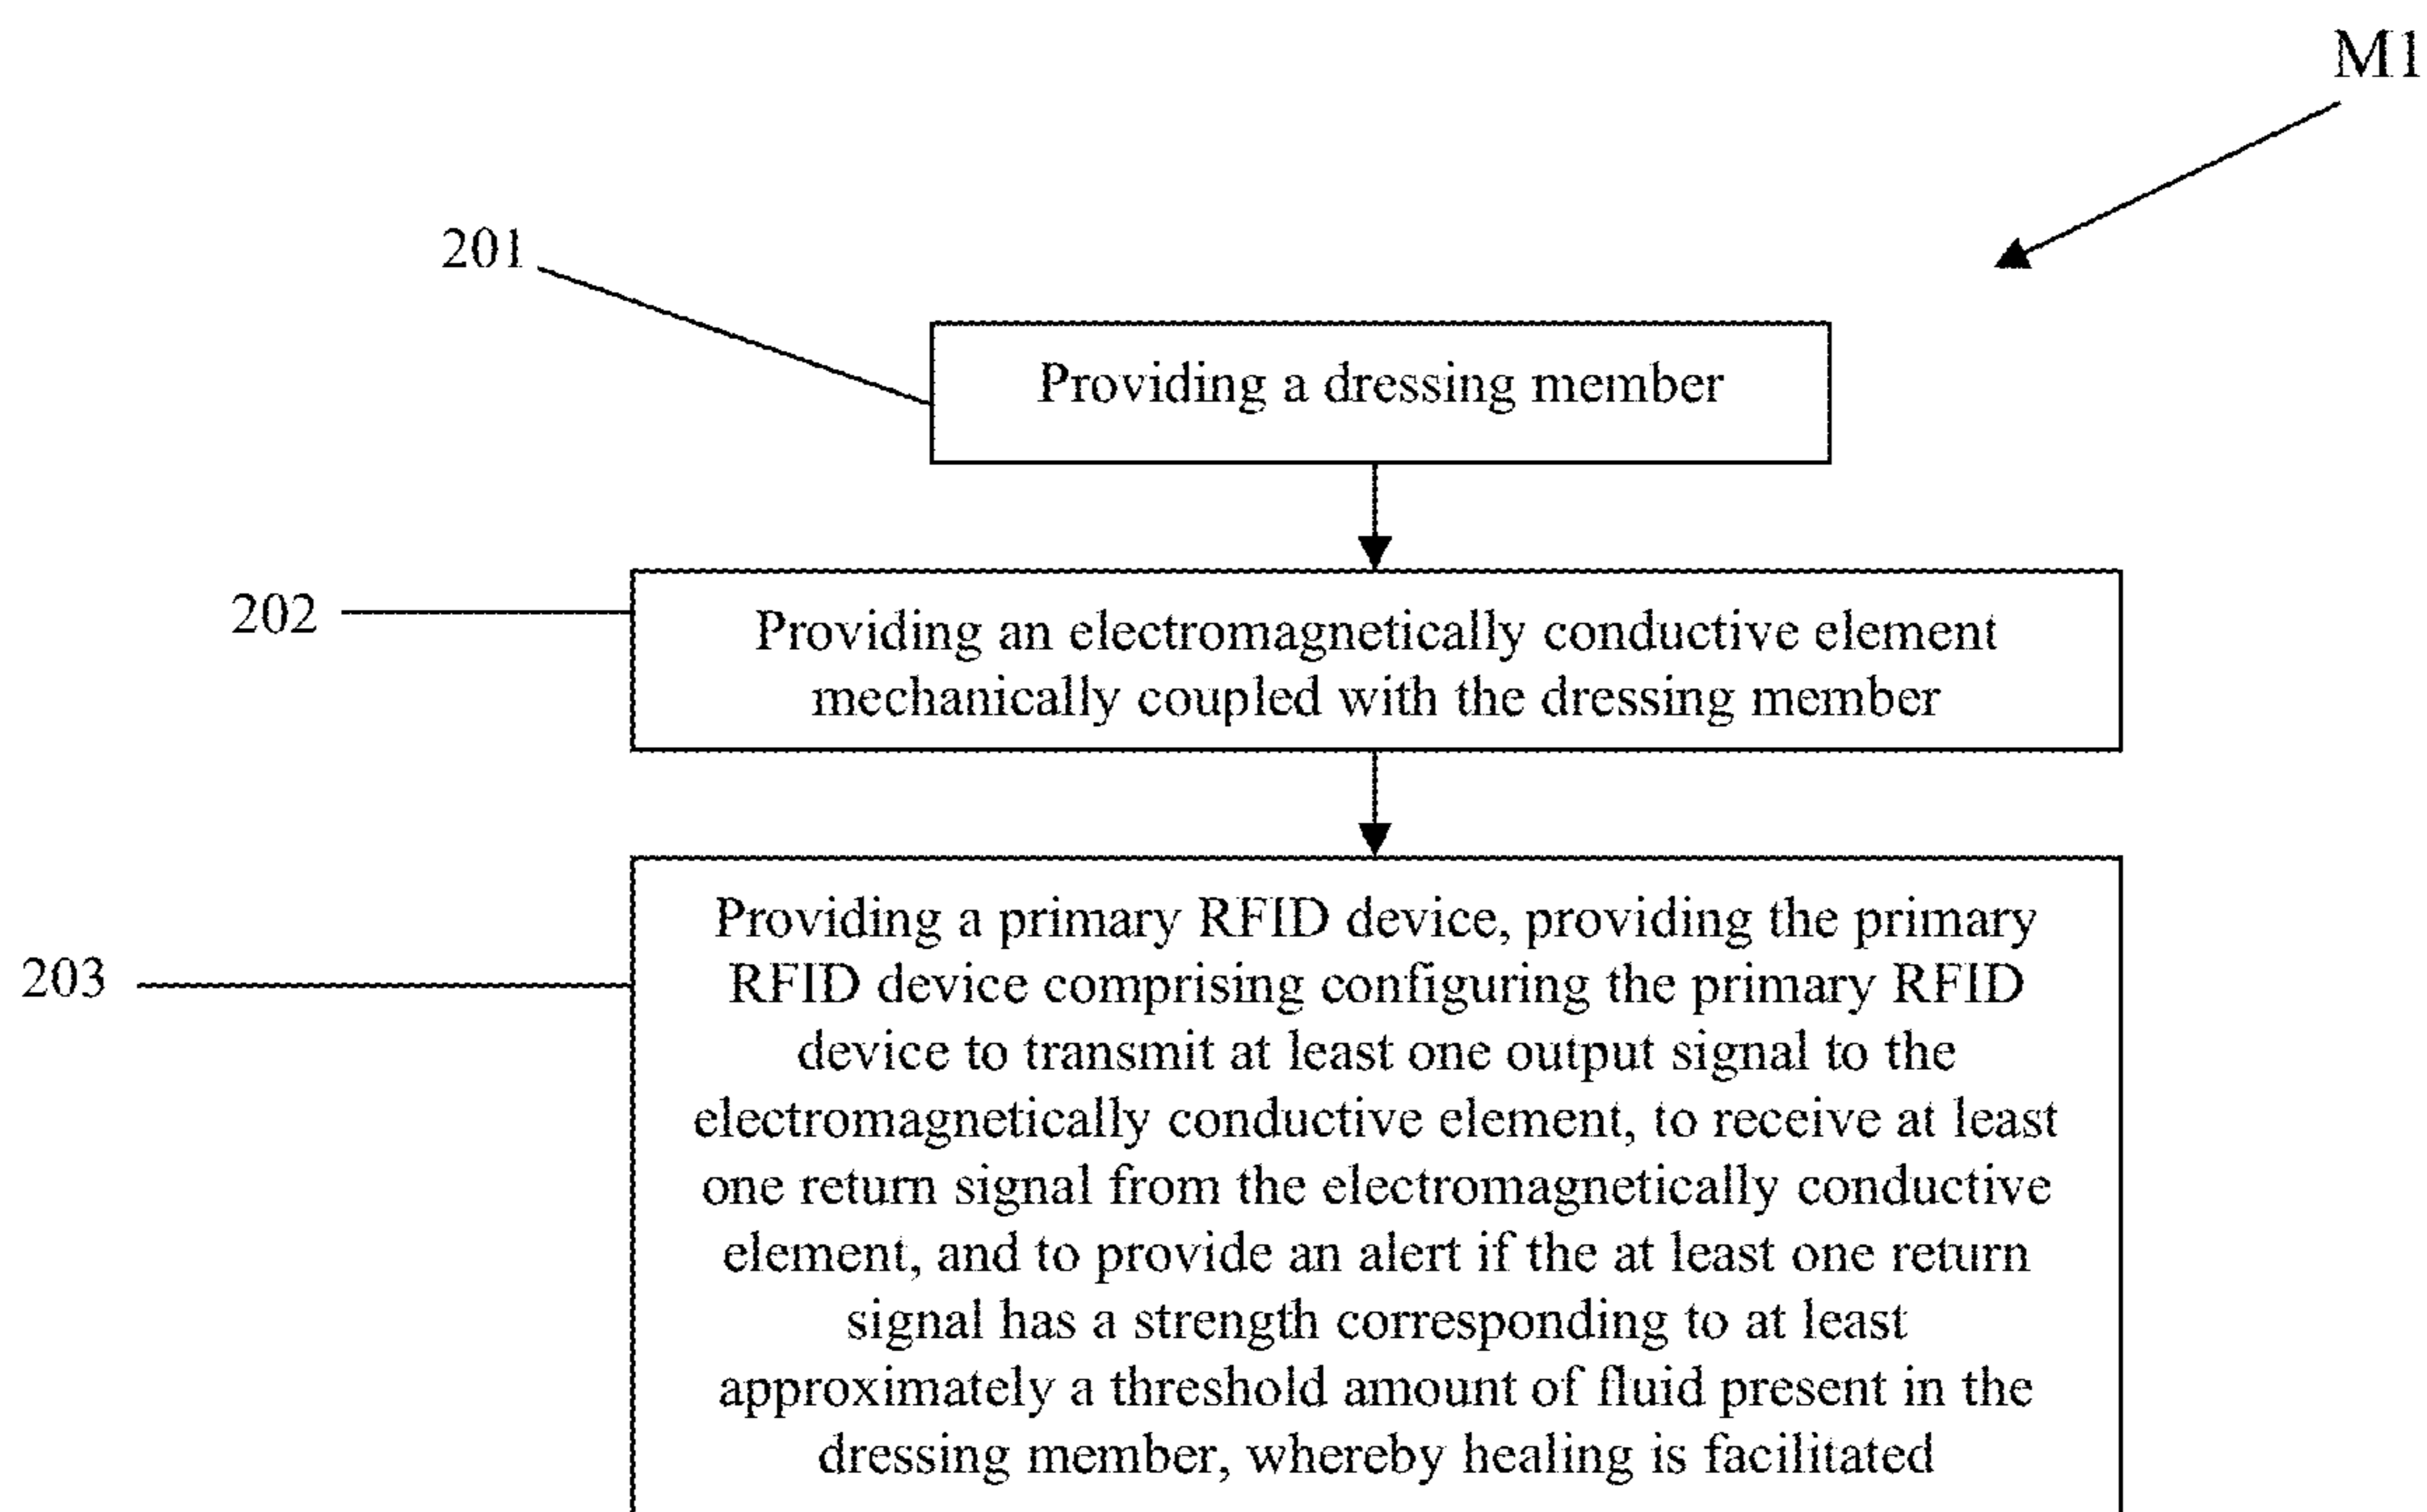 M1
201
Providing a dressing member
202
Providing an electromagnetically conductive element
mechanically coupled with the dressing member
203
Providing a primary RFID device, providing the primary
RFID device comprising configuring the primary RFID
device to transmit at least one output signal to the
electromagnetically conductive element, to receive at least
one return signal from the electromagnetically conductive
element, and to provide an alert if the at least one return
signal has a strength corresponding to at least
approximately a threshold amount of fluid present in the
dressing member, whereby healing is facilitated